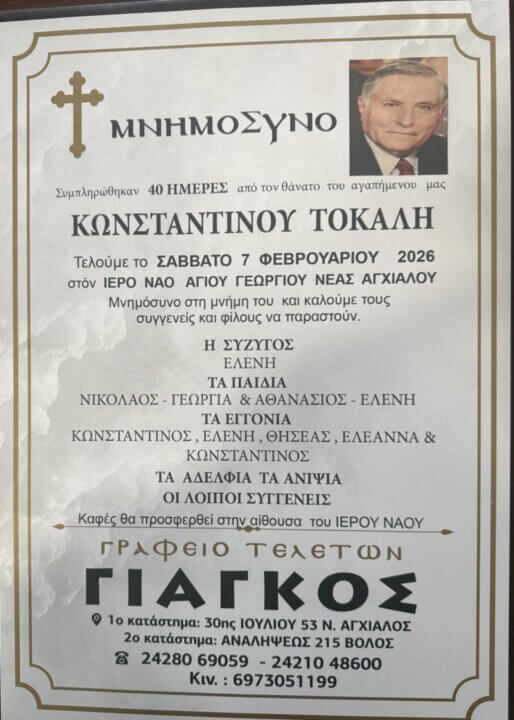 ΜΝΗΜΟΣΥΝΟ
Συμπληρώθηκαν 40 ΗΜΕΡΕΣ από τον θάνατο του αγαπήμενου μας
ΚΩΝΣΤΑΝΤΙΝΟΥ ΤΟΚΑΛΗ
Τελούμε το ΣΑΒΒΑΤΟ 7 ΦΕΒΡΟΥΑΡΙΟΥ 2026
στόν ΙΕΡΟ ΝΑΟ ΑΓΙΟΥ ΓΕΩΡΓΙΟΥ ΝΕΑΣ ΑΓΧΙΑΛΟΥ
Μνημόσυνο στη μνήμη του και καλούμε τους
συγγενείς και φίλους να παραστούν.
Η ΣΥΖΥΓΟΣ
ΕΛΕΝΗ
ΤΑ ΠΑΙΔΙΑ
ΝΙΚΟΛΑΟΣ - ΓΕΩΡΓΙΑ & ΑΘΑΝΑΣΙΟΣ - ΕΛΕΝΗ
ΤΑ ΕΓΓΟΝΙΑ
ΚΩΝΣΤΑΝΤΙΝΟΣ , ΕΛΕΝΗ , ΘΗΣΕΑΣ , ΕΛΕΑΝΝΑ &
ΚΩΝΣΤΑΝΤΙΝΟΣ
ΤΑ ΑΔΕΛΦΙΑ ΤΑ ΑΝΙΨΙΑ
ΟΙ ΛΟΙΠΟΙ ΣΥΓΓΕΝΕΙΣ
Καφές θα προσφερθεί στην αίθουσα του ΙΕΡΟΥ ΝΑΟΥ
ΓΡΑΦΕΙΟ ΤΕΛΕΤΩΝ
ΓΙΑΓΚΟΣ
1ο κατάστημα: 30ης ΙΟΥΛΙΟΥ 53 Ν. ΑΓΧΙΑΛΟΣ
2ο κατάστημα: ΑΝΑΛΗΨΕΩΣ 215 ΒΟΛΟΣ
24280 69059 - 24210 48600
Κιν. : 6973051199